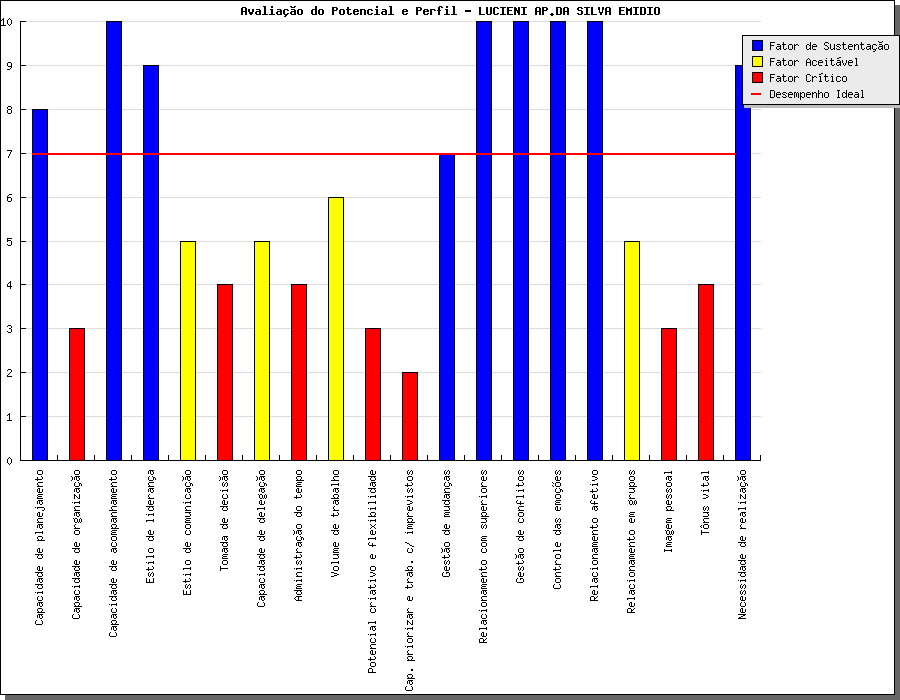 Avaliação do Potencial e Perfil - LUCIENI AP.DA SILVA EMIDIO
10
9
8
7
6
5
4
3
2
1
0
Fator de Sustentação
Fator Aceitável
Fator Crítico
Desempenho Ideal
Capacidade de planejamento
Capacidade de organização
Capacidade de acompanhamento
Estilo de liderança
Estilo de comunicação
Tomada de decisão
Capacidade de delegação
Administração do tempo
Volume de trabalho
Potencial criativo e flexibilidade
Cap. priorizar e trab. c/ imprevistos
Gestão de mudanças
Relacionamento com superiores
Gestão de conflitos
Controle das emoções
Relacionamento afetivo
Relacionamento em grupos
Imagem pessoal
Tônus vital
Necessidade de realização